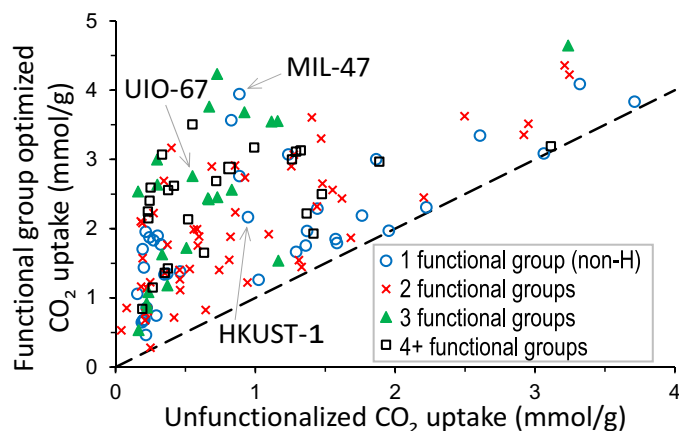 Functional group optimized
CO₂ uptake (mmol/g)
5
4
3
2
1
0
MIL-47
UIO-67
HKUST-1
1 functional group (non-H)
2 functional groups
3 functional groups
4+ functional groups
0
1
2
3
4
Unfunctionalized CO₂ uptake (mmol/g)